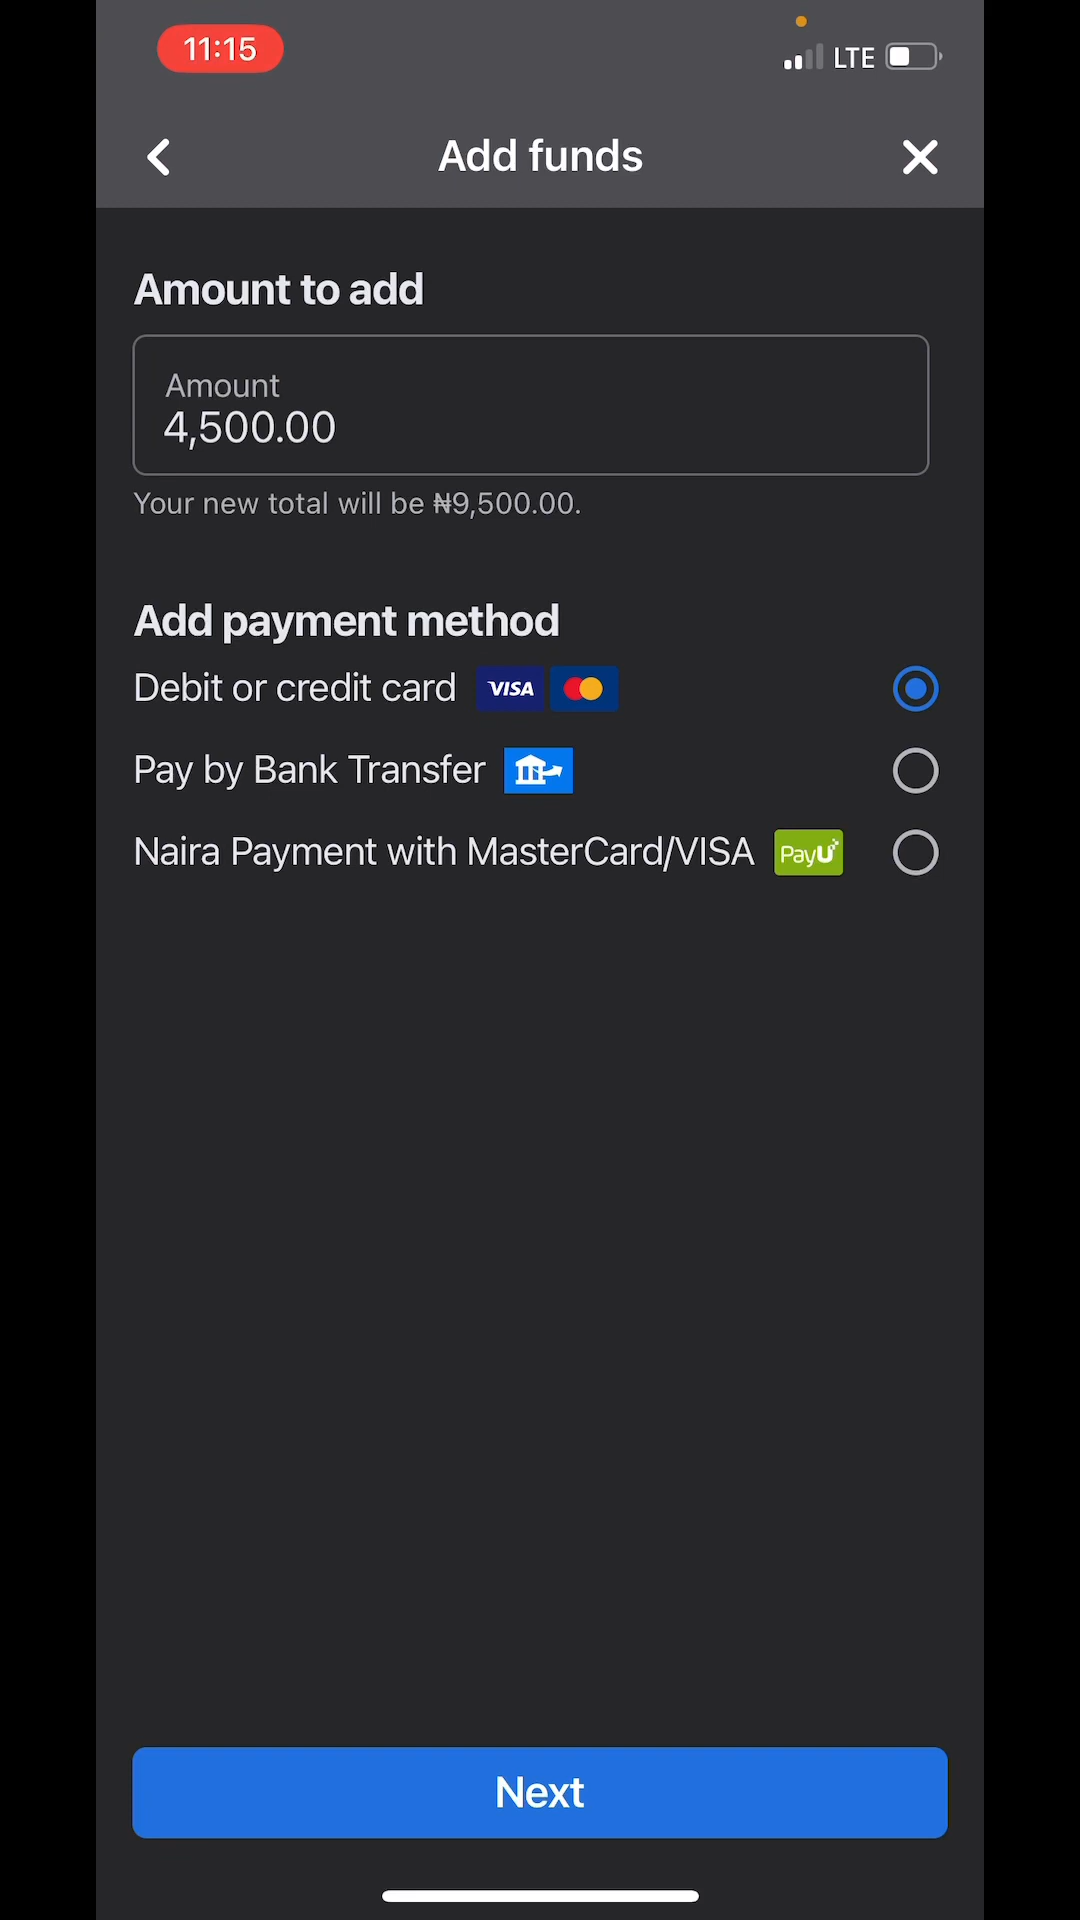 11:15
LTE
Add funds
Amount to add
Amount
4,500.00
Your new total will be ₦9,500.00.
Add payment method
Debit or credit card VISA
Pay by Bank Transfer
Naira Payment with MasterCard/VISA PayU
Next